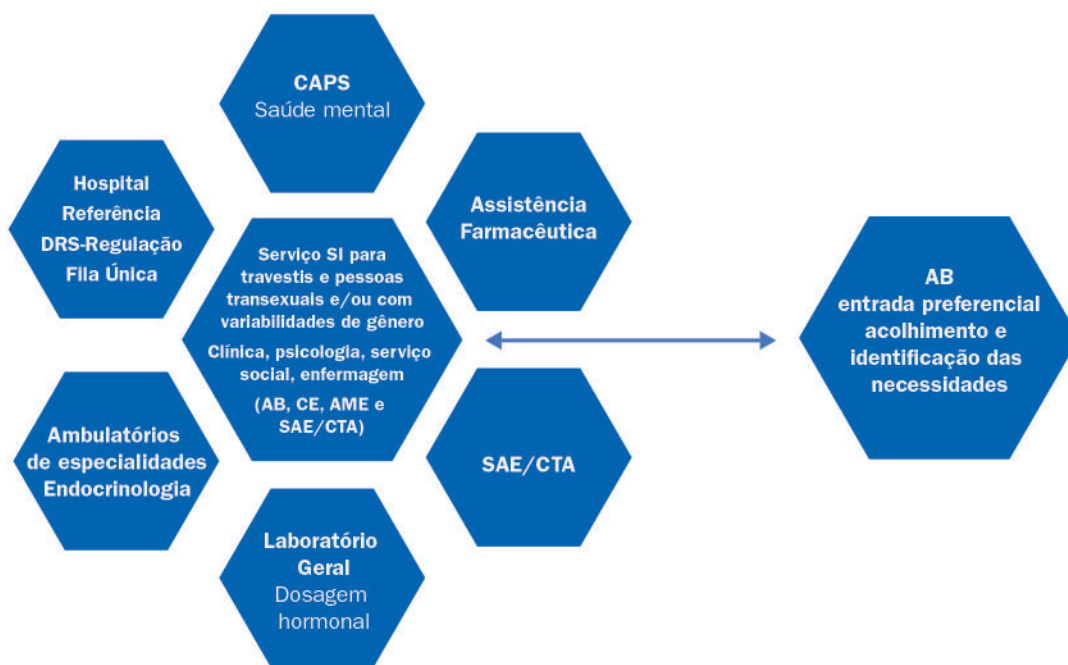 CAPS
Saúde mental
Hospital
Referência
DRS-Regulação
Fila Única
Assistência
Farmacêutica
Serviço SI para
travestis e pessoas
transexuais e/ou com
variabilidades de gênero
Clínica, psicologia, serviço
social, enfermagem
(AB, CE, AME e
SAE/CTA)
AB
entrada preferencial
acolhimento e
identificação das
necessidades
Ambulatórios
de especialidades
Endocrinologia
SAE/CTA
Laboratório
Geral
Dosagem
hormonal